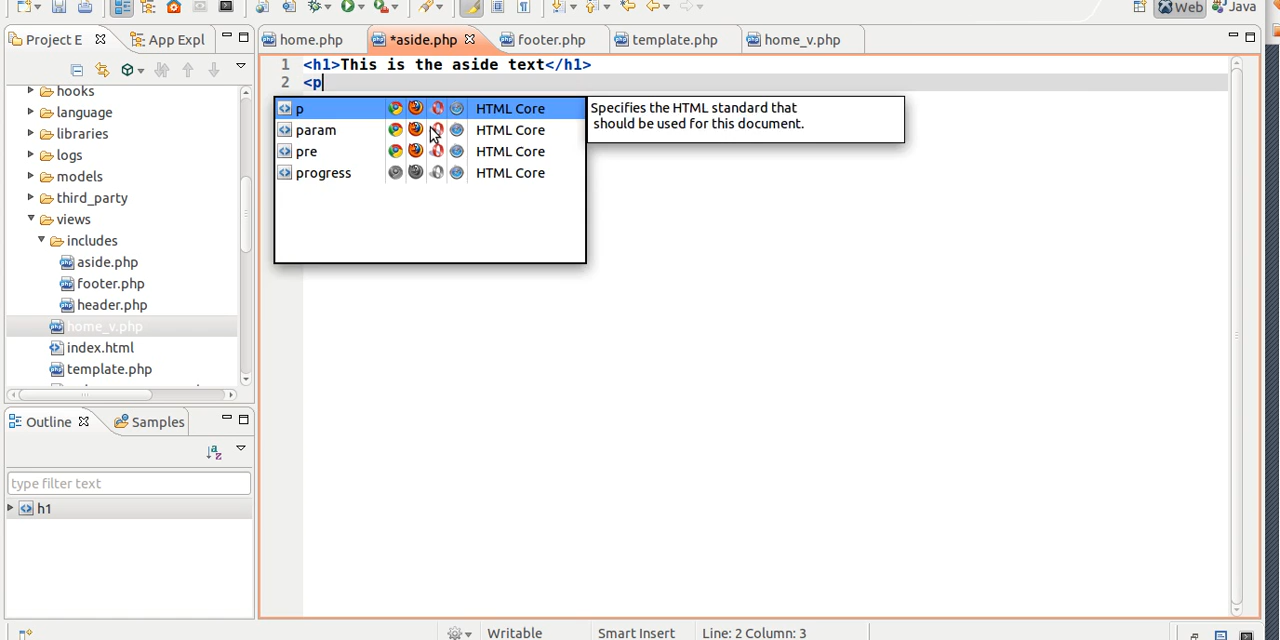 Web
Java
Project E
App Expl
home.php
*aside.php
footer.php
template.php
home_v.php
hooks
language
libraries
logs
models
third_party
views
includes
aside.php
footer.php
header.php
home_v.php
index.html
template.php
1 <h1>This is the aside text</h1>
2 <p
p HTML Core
param HTML Core
pre HTML Core
progress HTML Core
Specifies the HTML standard that
should be used for this document.
Outline
Samples
type filter text
h1
Writable
Smart Insert
Line: 2 Column: 3